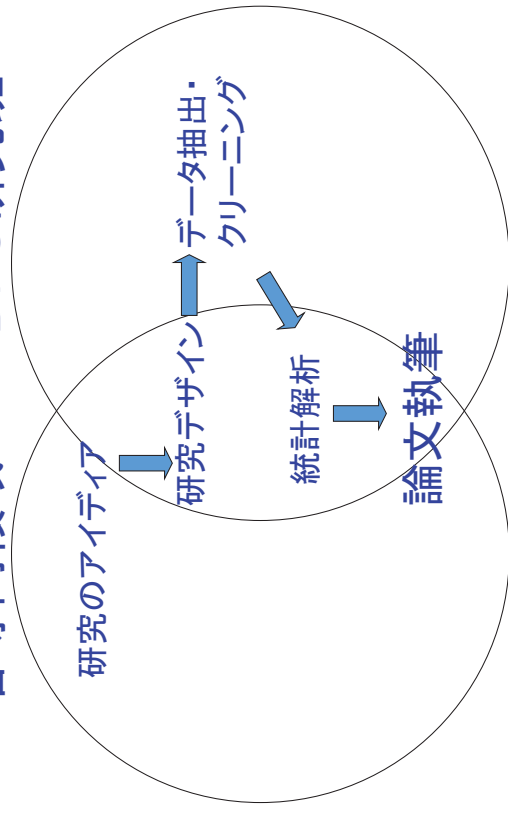 研究のアイディア
研究デザイン
データ抽出・
クリーニング
統計解析
論文執筆